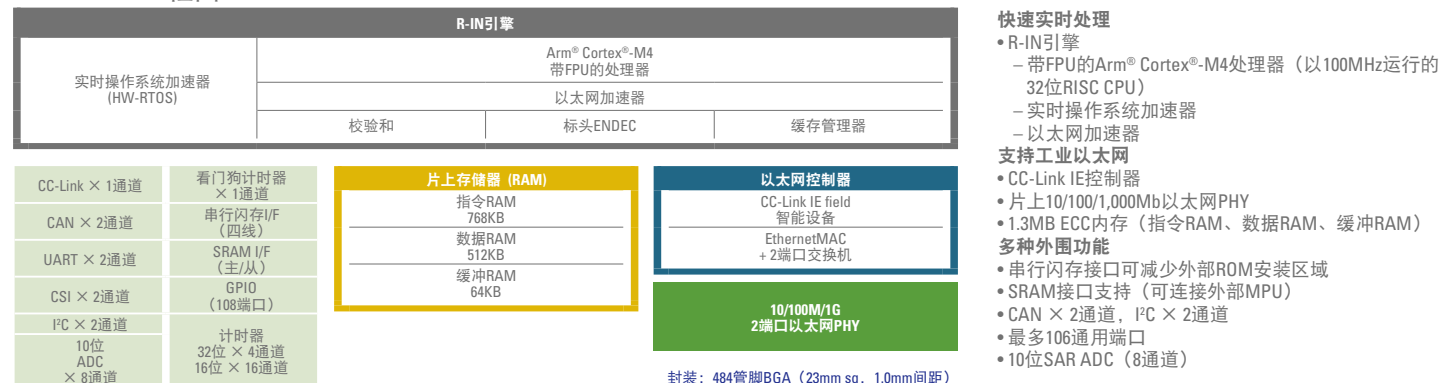 R-IN引擎
实时操作系统加速器
(HW-RTOS)
Arm® Cortex®-M4
带FPU的处理器
以太网加速器
校验和
标头ENDEC
缓存管理器
CC-Link × 1通道
CAN × 2通道
UART × 2通道
CSI × 2通道
I²C × 2通道
10位
ADC
× 8通道
看门狗计时器
× 1通道
串行闪存I/F
（四线）
SRAM I/F
（主/从）
GPIO
（108端口）
计时器
32位 × 4通道
16位 × 16通道
片上存储器 (RAM)
指令RAM
768KB
数据RAM
512KB
缓冲RAM
64KB
以太网控制器
CC-Link IE field
智能设备
EthernetMAC
+ 2端口交换机
10/100M/1G
2端口以太网PHY
封装：484管脚BGA（23mm sq，1.0mm间距）
快速实时处理
• R-IN引擎
– 带FPU的Arm® Cortex®-M4处理器（以100MHz运行的
32位RISC CPU）
– 实时操作系统加速器
– 以太网加速器
支持工业以太网
• CC-Link IE控制器
• 片上10/100/1,000Mb以太网PHY
• 1.3MB ECC内存（指令RAM、数据RAM、缓冲RAM）
多种外围功能
• 串行闪存接口可减少外部ROM安装区域
• SRAM接口支持（可连接外部MPU）
• CAN × 2通道，I²C × 2通道
• 最多106通用端口
• 10位SAR ADC（8通道）